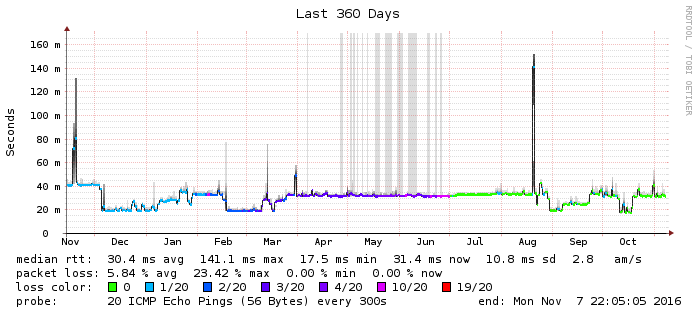 Last 360 Days
RRDTOOL / TOBI OETIKER
Seconds
160 m
140 m
120 m
100 m
80 m
60 m
40 m
20 m
0
Nov Dec Jan Feb Mar Apr May Jun Jul Aug Sep Oct
median rtt: 30.4 ms avg 141.1 ms max 17.5 ms min 31.4 ms now 10.8 ms sd 2.8 am/s
packet loss: 5.84 % avg 23.42 % max 0.00 % min 0.00 % now
loss color: 0 1/20 2/20 3/20 4/20 10/20 19/20
probe: 20 ICMP Echo Pings (56 Bytes) every 300s end: Mon Nov 7 22:05:05 2016